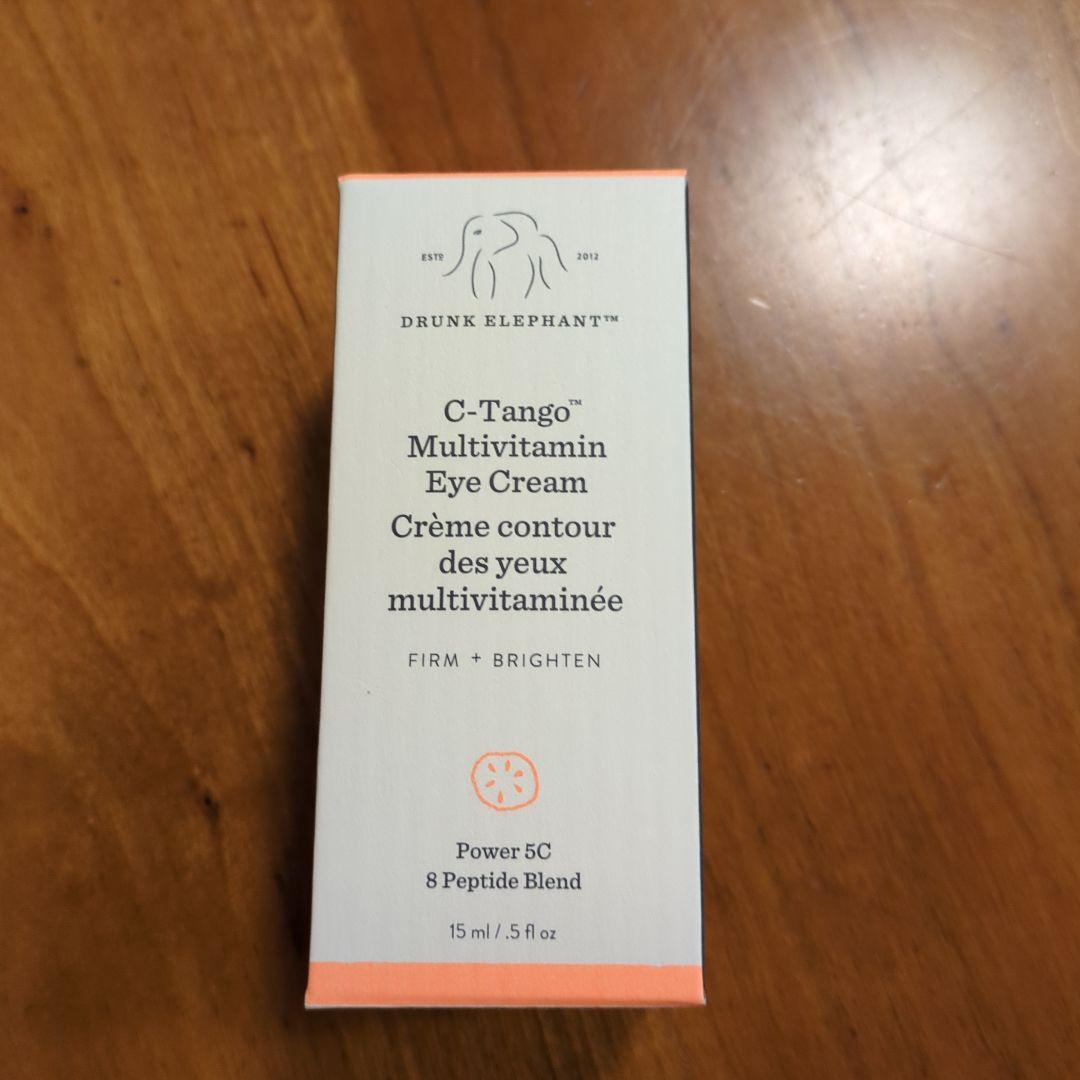 ESTD 2012
DRUNK ELEPHANT™
C-Tango™
Multivitamin
Eye Cream
Crème contour
des yeux
multivitaminée
FIRM + BRIGHTEN
Power 5C
8 Peptide Blend
15 ml / .5 fl oz